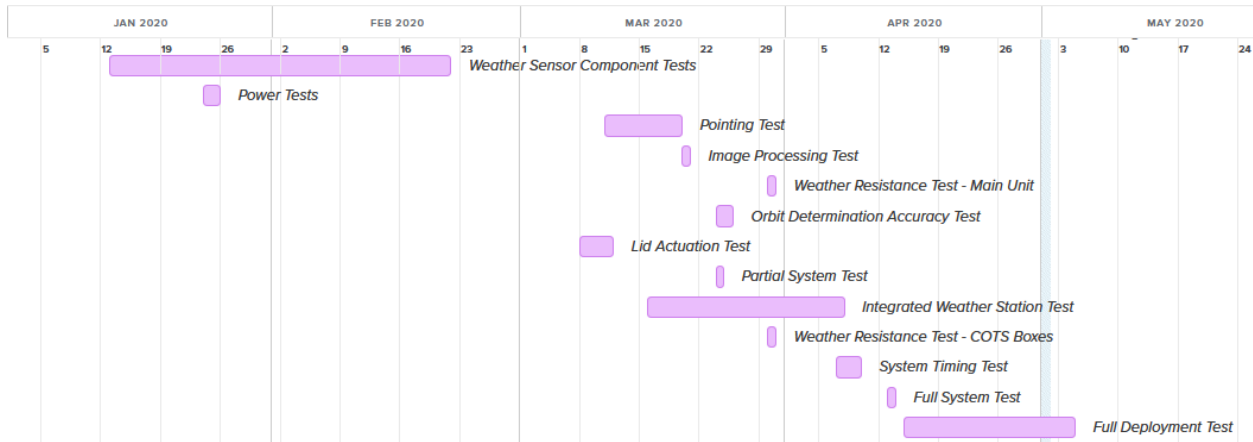 JAN 2020 FEB 2020 MAR 2020 APR 2020 MAY 2020
5 12 19 26 2 9 16 23 1 8 15 22 29 5 12 19 26 3 10 17 24
Weather Sensor Component Tests
Power Tests
Pointing Test
Image Processing Test
Weather Resistance Test - Main Unit
Orbit Determination Accuracy Test
Lid Actuation Test
Partial System Test
Integrated Weather Station Test
Weather Resistance Test - COTS Boxes
System Timing Test
Full System Test
Full Deployment Test